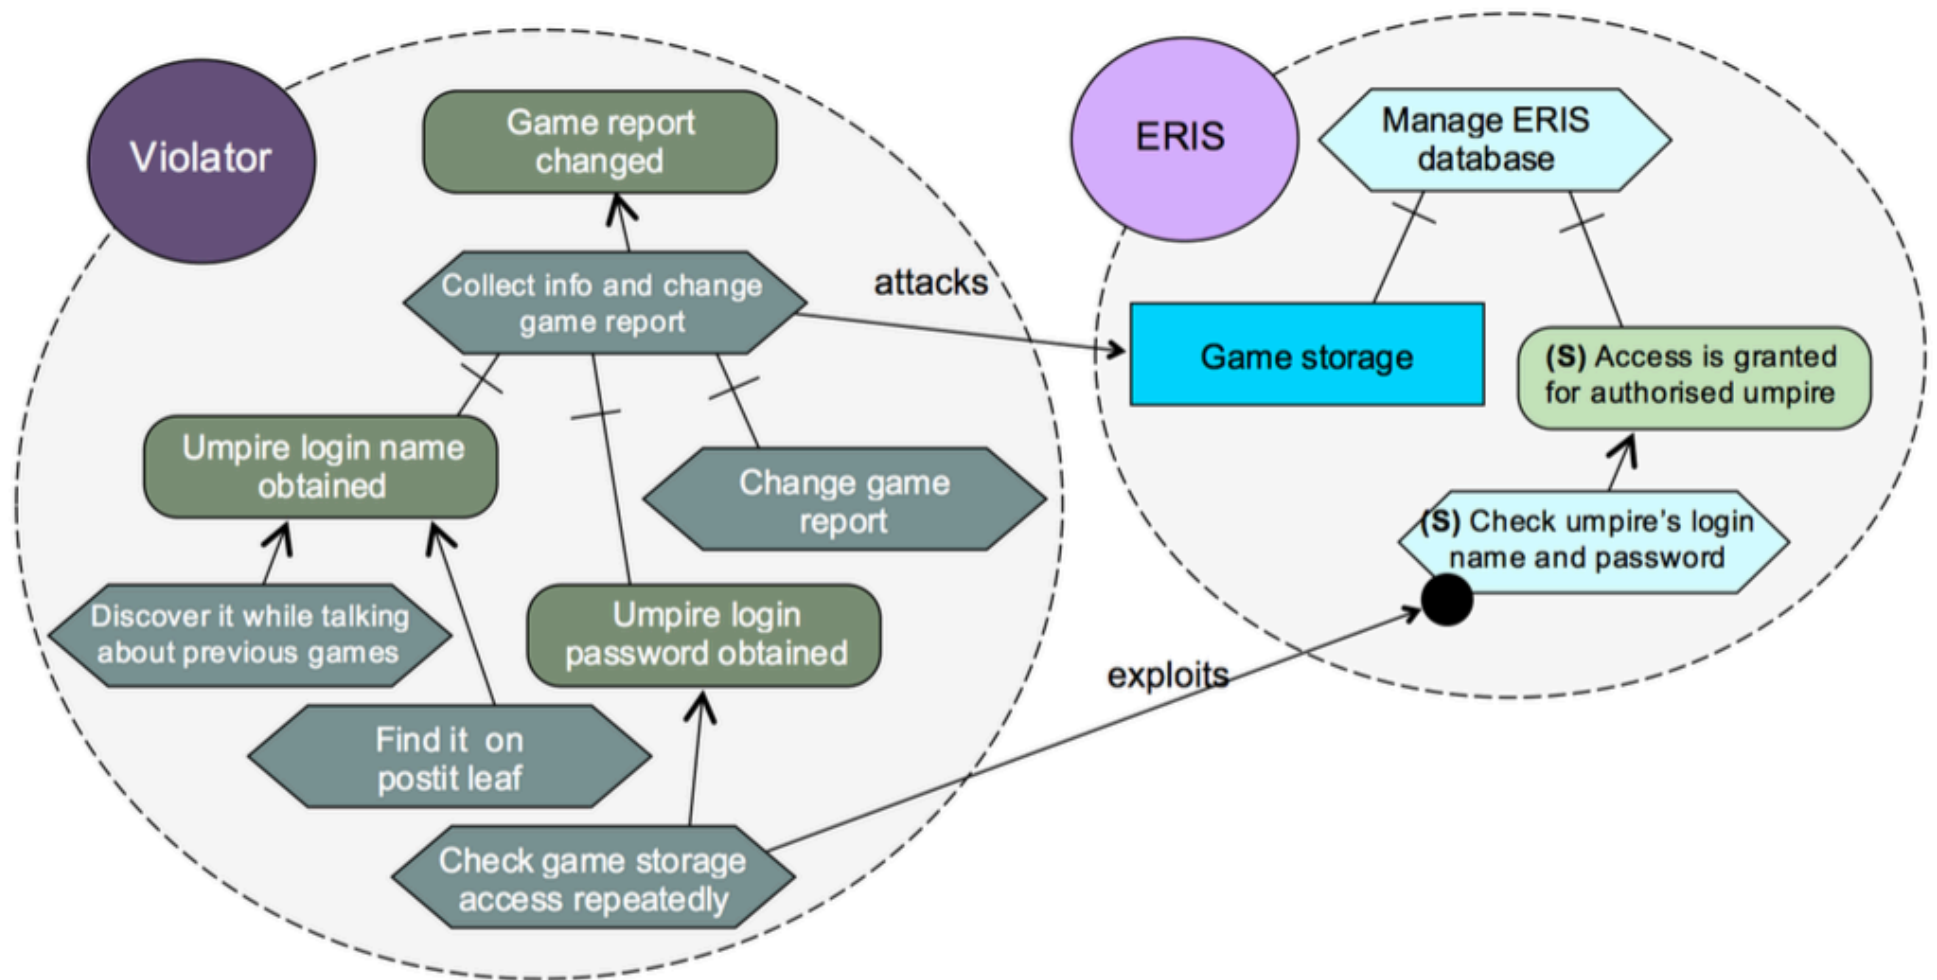 Violator
Game report
changed
Collect info and change
game report
attacks
Umpire login name
obtained
Change game
report
Discover it while talking
about previous games
Umpire login
password obtained
Find it on
postit leaf
Check game storage
access repeatedly
exploits
ERIS
Manage ERIS
database
Game storage
(S) Access is granted
for authorised umpire
(S) Check umpire's login
name and password